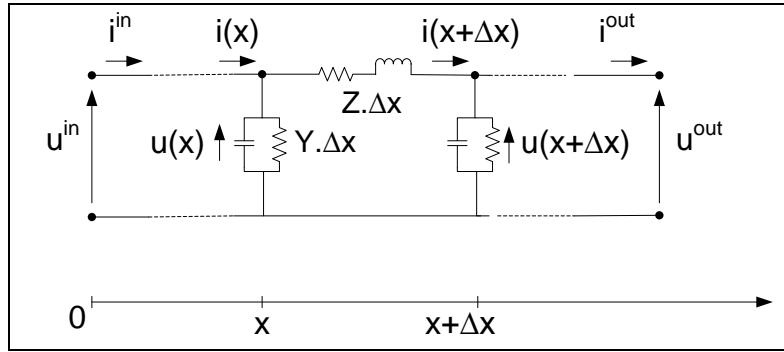 i^in i(x) i(x+Δx) i^out
Z.Δx
u^in u(x) Y.Δx u(x+Δx) u^out
0 x x+Δx